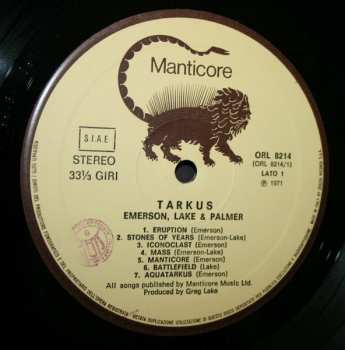 Manticore
S.I.A.E.
STEREO
33⅓ GIRI
ORL 8214
(ORL 8214/1)
LATO 1
℗ 1971
TARKUS
EMERSON, LAKE & PALMER
1. ERUPTION (Emerson)
2. STONES OF YEARS (Emerson-Lake)
3. ICONOCLAST (Emerson)
4. MASS (Emerson-Lake)
5. MANTICORE (Emerson)
6. BATTLEFIELD (Lake)
7. AQUATARKUS (Emerson)
All songs published by Manticore Music Ltd.
Produced by Greg Lake